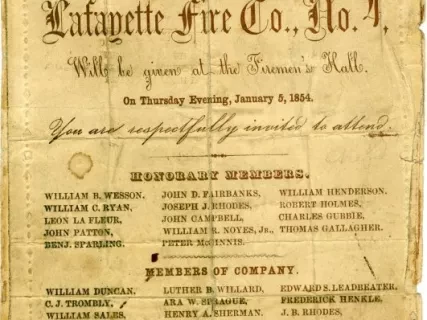 Lafayette Fire Co., No. 4,
Will be given at the Firemen's Hall.
On Thursday Evening, January 5, 1854.
You are respectfully invited to attend.
HONORARY MEMBERS.
WILLIAM B. WESSON, JOHN D. FAIRBANKS, WILLIAM HENDERSON,
WILLIAM C. RYAN, JOSEPH J. RHODES, ROBERT HOLMES,
LEON LA FLEUR, JOHN CAMPBELL, CHARLES GUBBIE,
JOHN PATTON, WILLIAM R. NOYES, JR., THOMAS GALLAGHER.
BENJ. SPARLING. PETER McGINNIS.
MEMBERS OF COMPANY.
WILLIAM DUNCAN, LUTHER B. WILLARD, EDWARD S. LEADBEATER,
C. J. TROMBLY, ARA W. SPRAGUE, FREDERICK HENKLE,
WILLIAM SALES, HENRY A. SHERMAN, J. B. RHODES,